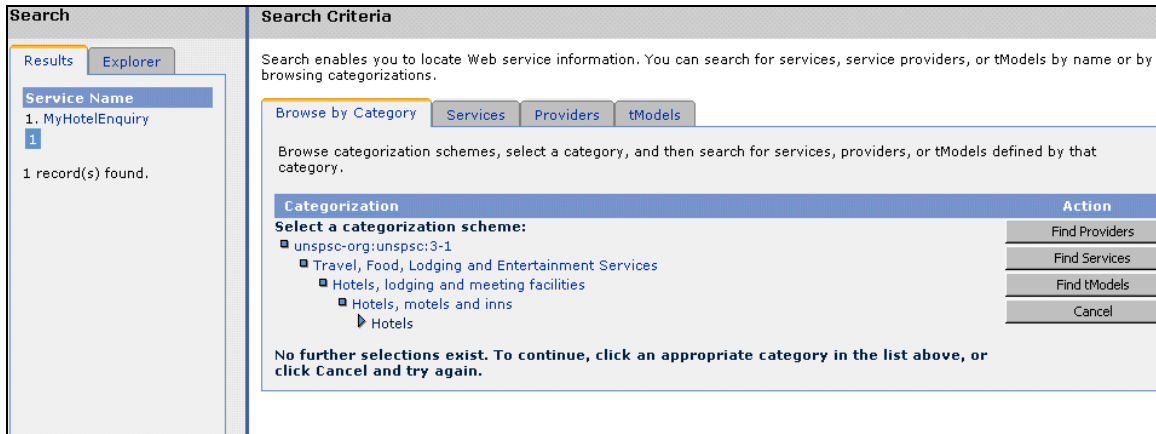 Search
Results
Explorer
Service Name
1. MyHotelEnquiry
1
1 record(s) found.
Search Criteria
Search enables you to locate Web service information. You can search for services, service providers, or tModels by name or by
browsing categorizations.
Browse by Category
Services
Providers
tModels
Browse categorization schemes, select a category, and then search for services, providers, or tModels defined by that
category.
Categorization
Action
Select a categorization scheme:
unspsc-org:unspsc:3-1
Travel, Food, Lodging and Entertainment Services
Hotels, lodging and meeting facilities
Hotels, motels and inns
Hotels
Find Providers
Find Services
Find tModels
Cancel
No further selections exist. To continue, click an appropriate category in the list above, or
click Cancel and try again.